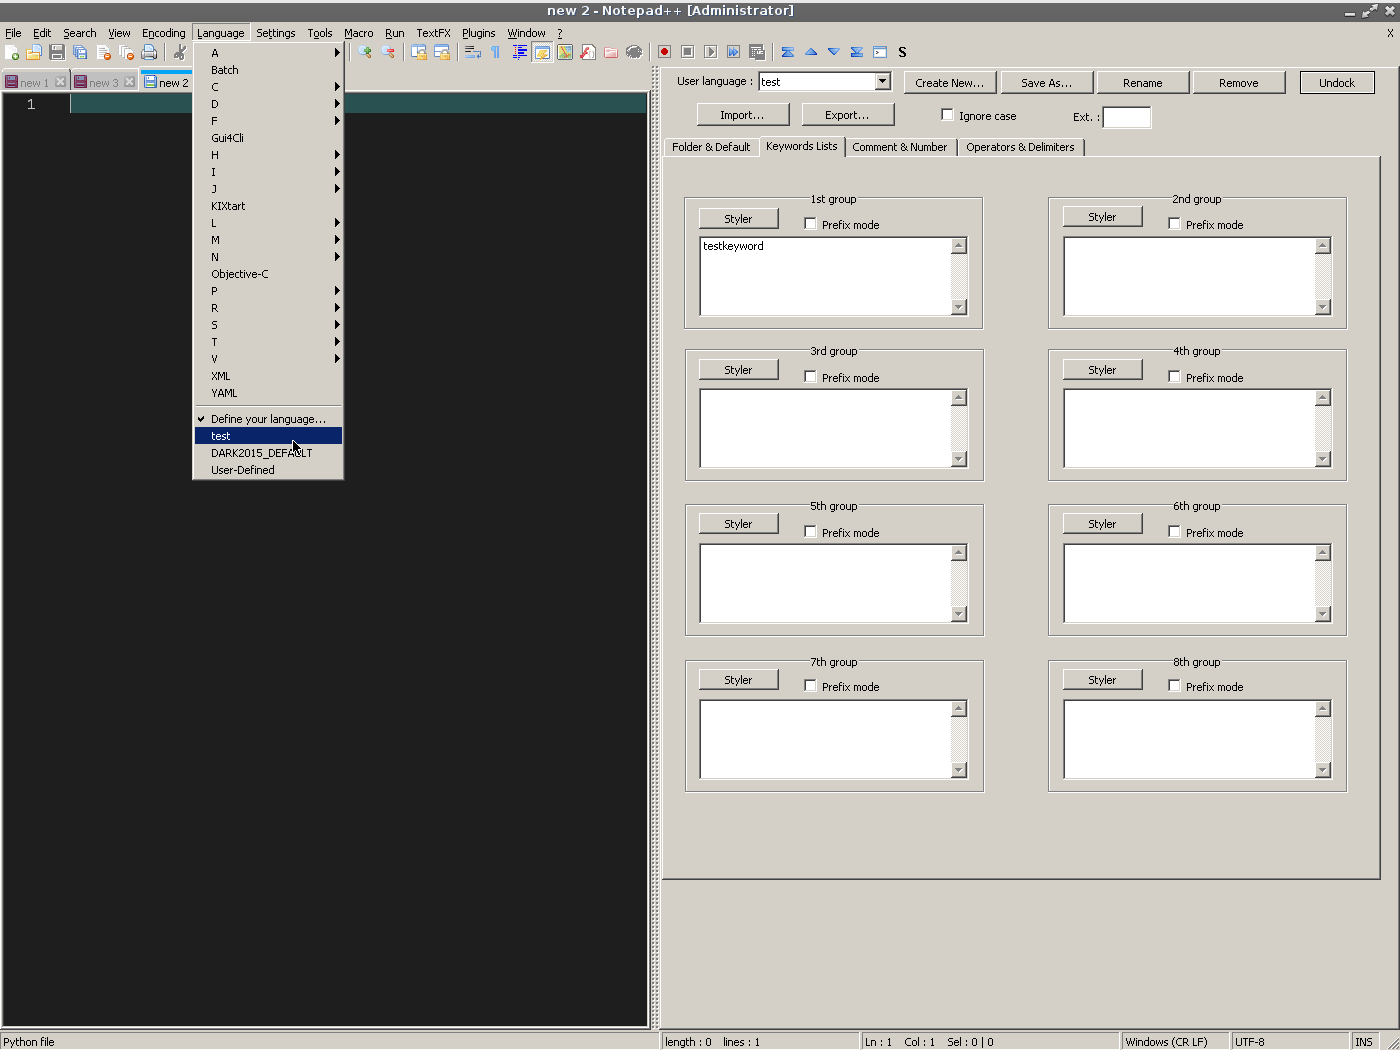 new 2 - Notepad++ [Administrator]
File Edit Search View Encoding Language Settings Tools Macro Run TextFX Plugins Window ? X
S
new 1 new 3 new 2
1
A
Batch
C
D
F
Gui4Cli
H
I
J
KIXtart
L
M
N
Objective-C
P
R
S
T
V
XML
YAML
Define your language...
test
DARK2015_DEFAULT
User-Defined
User language : test Create New... Save As... Rename Remove Undock
Import... Export... Ignore case Ext. :
Folder & Default Keywords Lists Comment & Number Operators & Delimiters
1st group
Styler Prefix mode
testkeyword
2nd group
Styler Prefix mode
3rd group
Styler Prefix mode
4th group
Styler Prefix mode
5th group
Styler Prefix mode
6th group
Styler Prefix mode
7th group
Styler Prefix mode
8th group
Styler Prefix mode
Python file length : 0 lines : 1 Ln : 1 Col : 1 Sel : 0 | 0 Windows (CR LF) UTF-8 INS